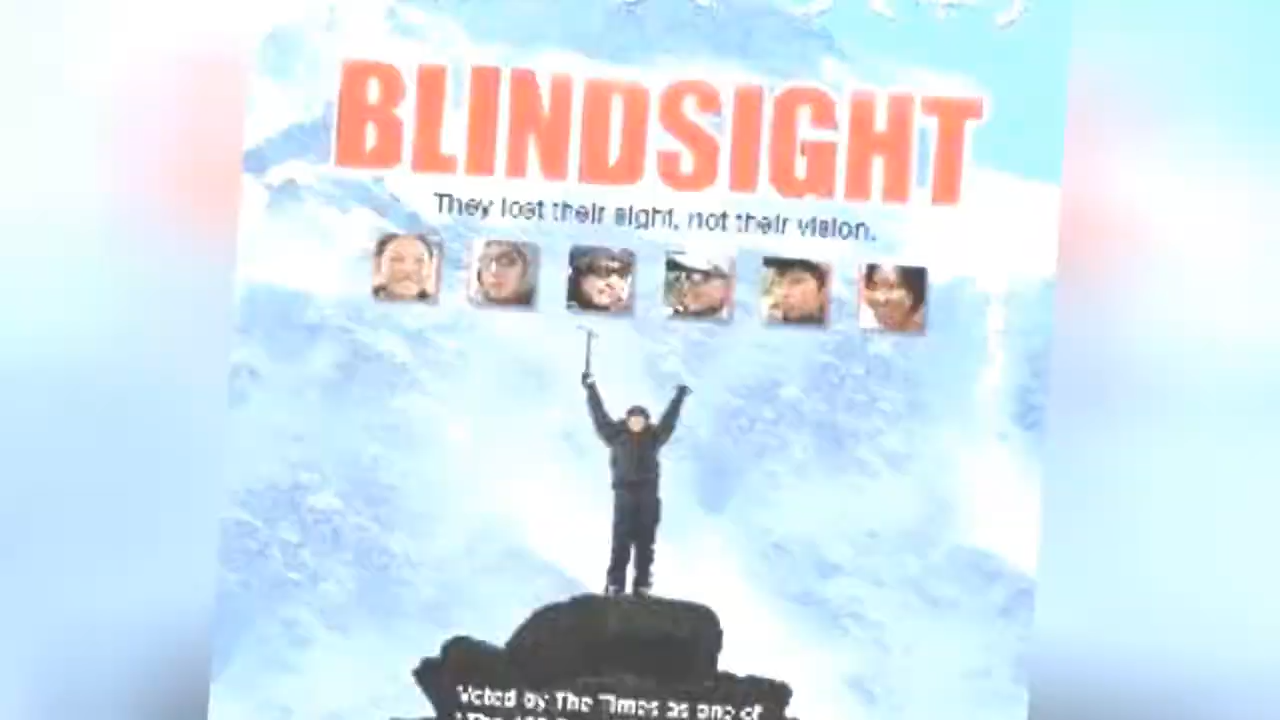 BLINDSIGHT
They lost their sight, not their vision.
Voted by The Times as one of